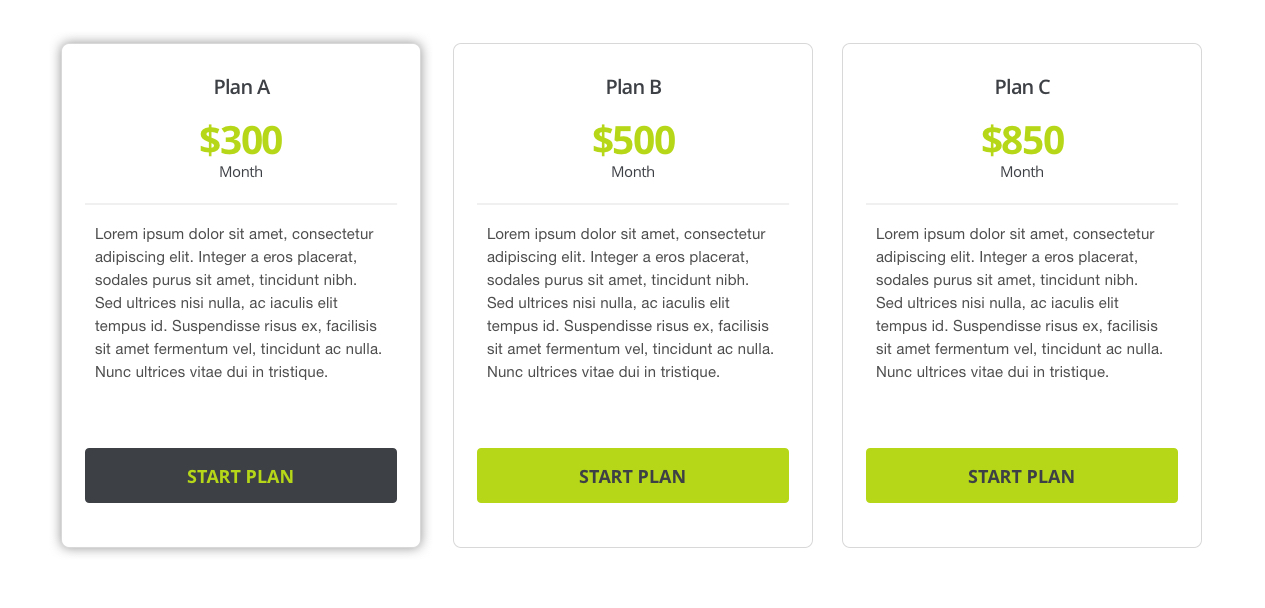 Plan A
$300
Month
Lorem ipsum dolor sit amet, consectetur
adipiscing elit. Integer a eros placerat,
sodales purus sit amet, tincidunt nibh.
Sed ultrices nisi nulla, ac iaculis elit
tempus id. Suspendisse risus ex, facilisis
sit amet fermentum vel, tincidunt ac nulla.
Nunc ultrices vitae dui in tristique.
START PLAN
Plan B
$500
Month
Lorem ipsum dolor sit amet, consectetur
adipiscing elit. Integer a eros placerat,
sodales purus sit amet, tincidunt nibh.
Sed ultrices nisi nulla, ac iaculis elit
tempus id. Suspendisse risus ex, facilisis
sit amet fermentum vel, tincidunt ac nulla.
Nunc ultrices vitae dui in tristique.
START PLAN
Plan C
$850
Month
Lorem ipsum dolor sit amet, consectetur
adipiscing elit. Integer a eros placerat,
sodales purus sit amet, tincidunt nibh.
Sed ultrices nisi nulla, ac iaculis elit
tempus id. Suspendisse risus ex, facilisis
sit amet fermentum vel, tincidunt ac nulla.
Nunc ultrices vitae dui in tristique.
START PLAN